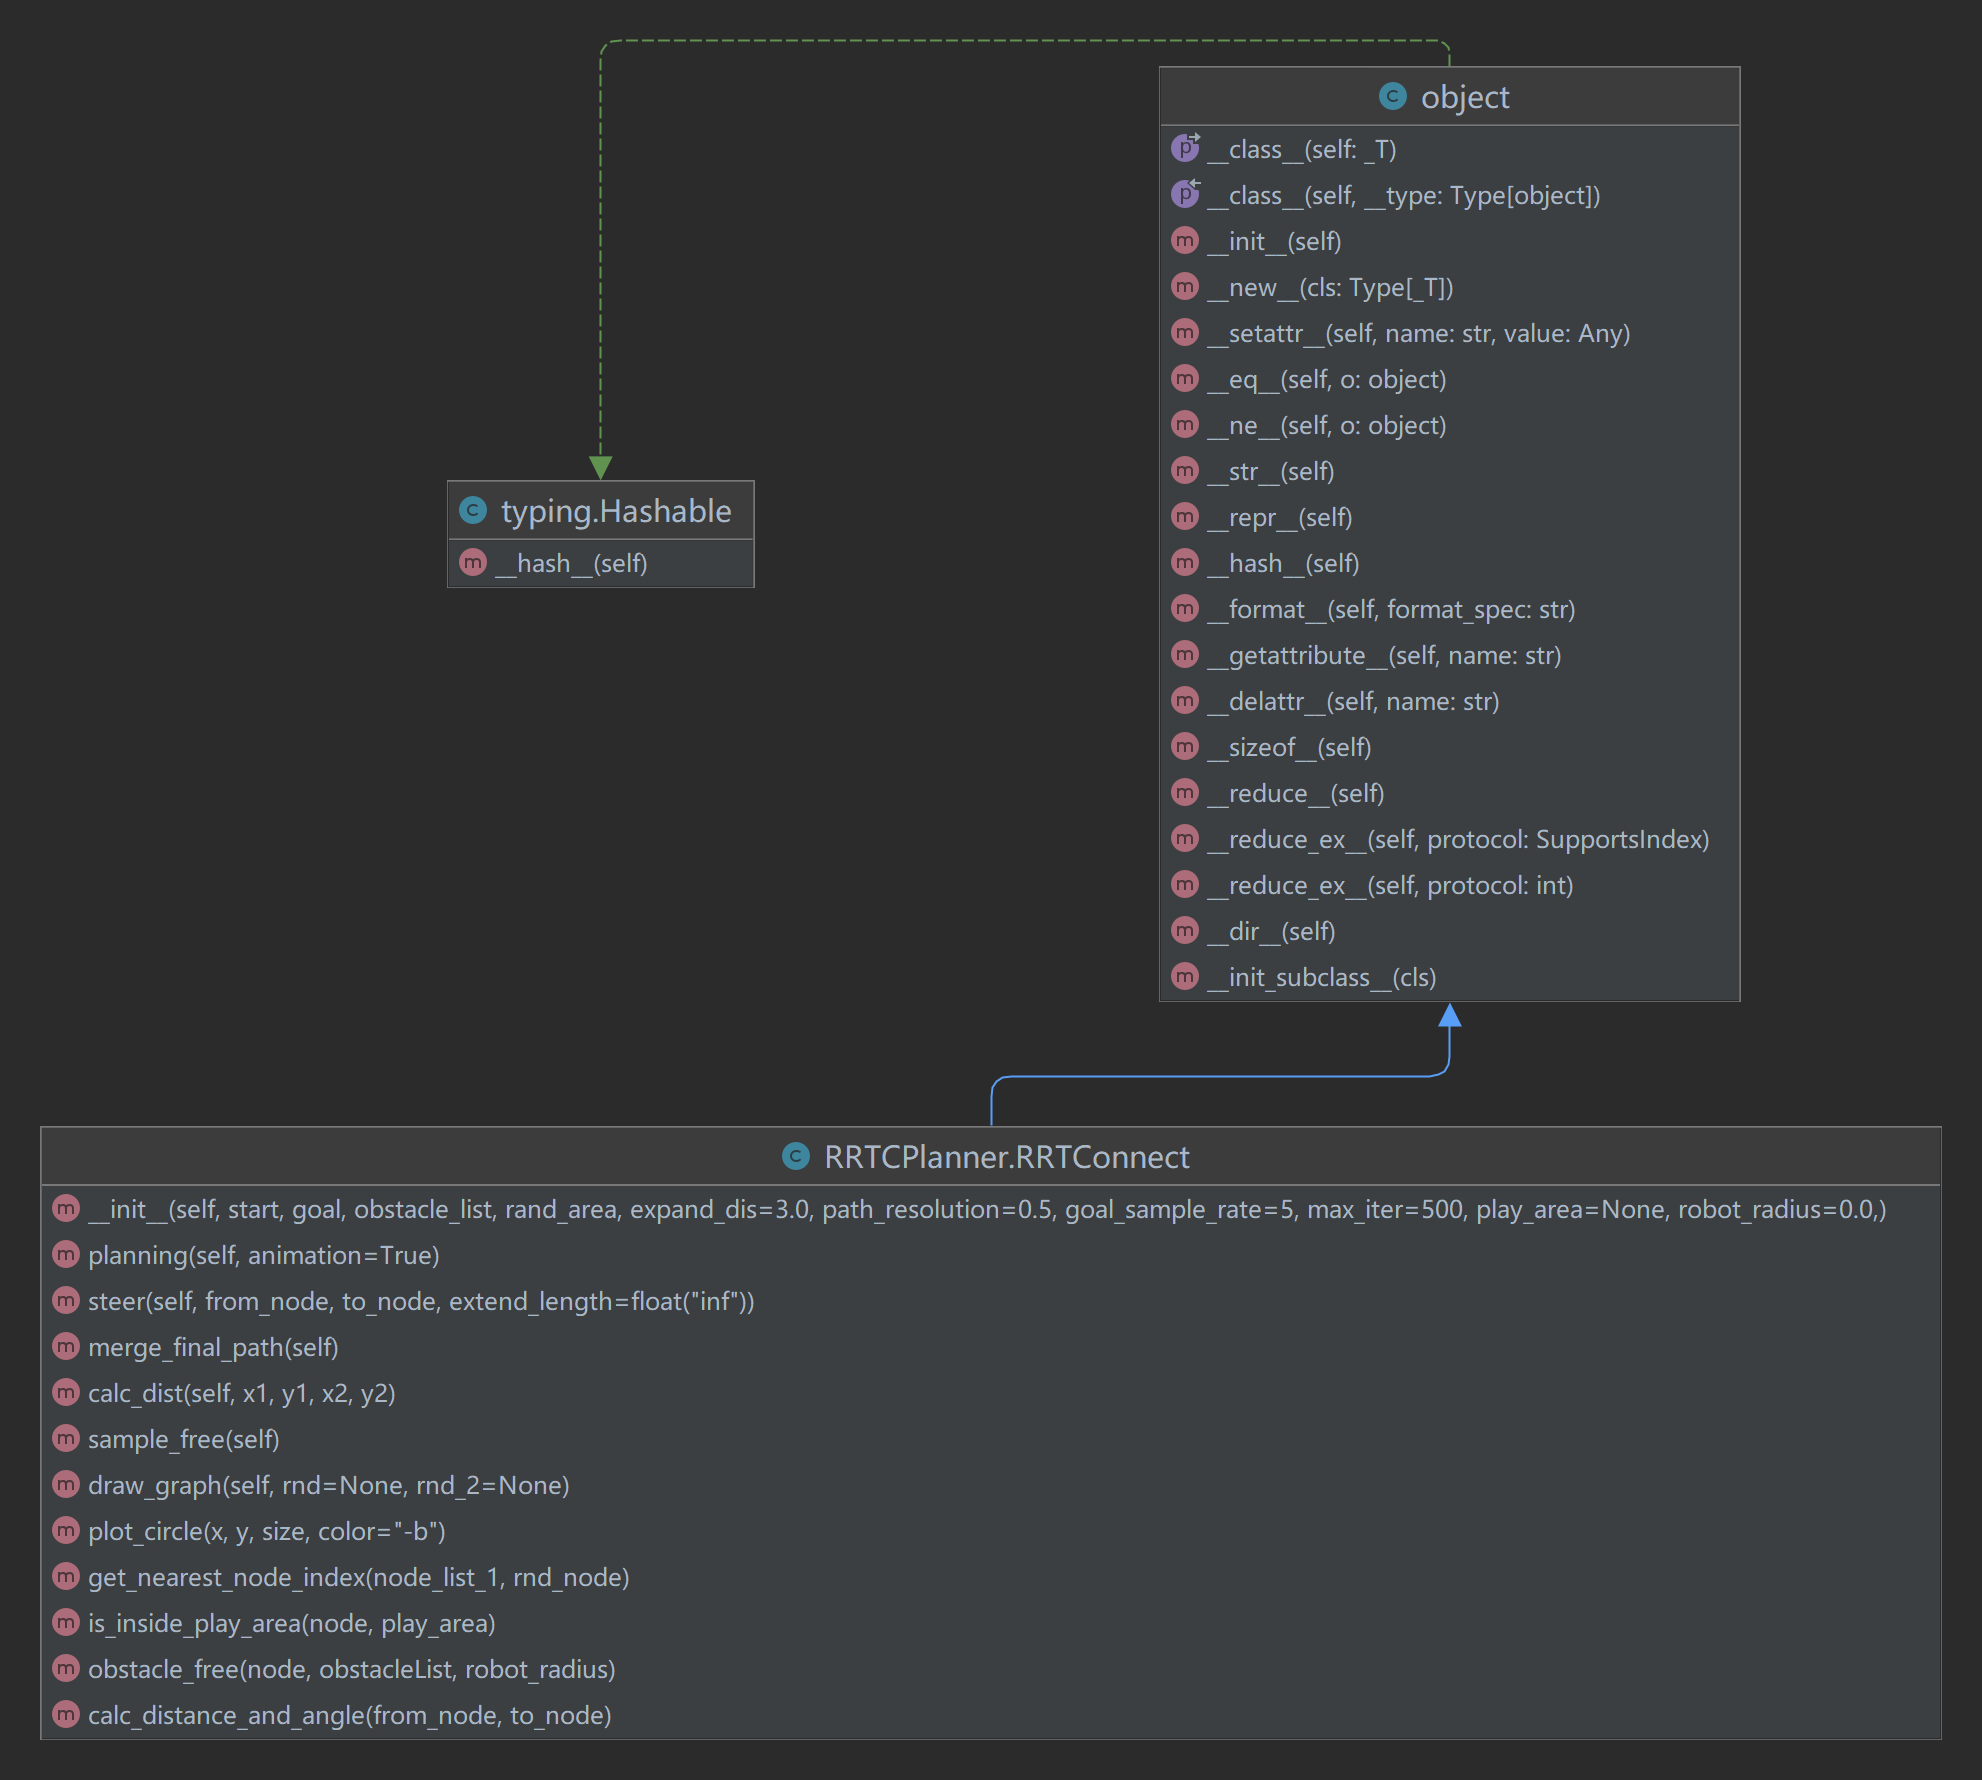 object
__class__(self: _T)
__class__(self, __type: Type[object])
__init__(self)
__new__(cls: Type[_T])
__setattr__(self, name: str, value: Any)
__eq__(self, o: object)
__ne__(self, o: object)
__str__(self)
__repr__(self)
__hash__(self)
__format__(self, format_spec: str)
__getattribute__(self, name: str)
__delattr__(self, name: str)
__sizeof__(self)
__reduce__(self)
__reduce_ex__(self, protocol: SupportsIndex)
__reduce_ex__(self, protocol: int)
__dir__(self)
__init_subclass__(cls)
typing.Hashable
__hash__(self)
RRTCPlanner.RRTConnect
__init__(self, start, goal, obstacle_list, rand_area, expand_dis=3.0, path_resolution=0.5, goal_sample_rate=5, max_iter=500, play_area=None, robot_radius=0.0,)
planning(self, animation=True)
steer(self, from_node, to_node, extend_length=float("inf"))
merge_final_path(self)
calc_dist(self, x1, y1, x2, y2)
sample_free(self)
draw_graph(self, rnd=None, rnd_2=None)
plot_circle(x, y, size, color="-b")
get_nearest_node_index(node_list_1, rnd_node)
is_inside_play_area(node, play_area)
obstacle_free(node, obstacleList, robot_radius)
calc_distance_and_angle(from_node, to_node)